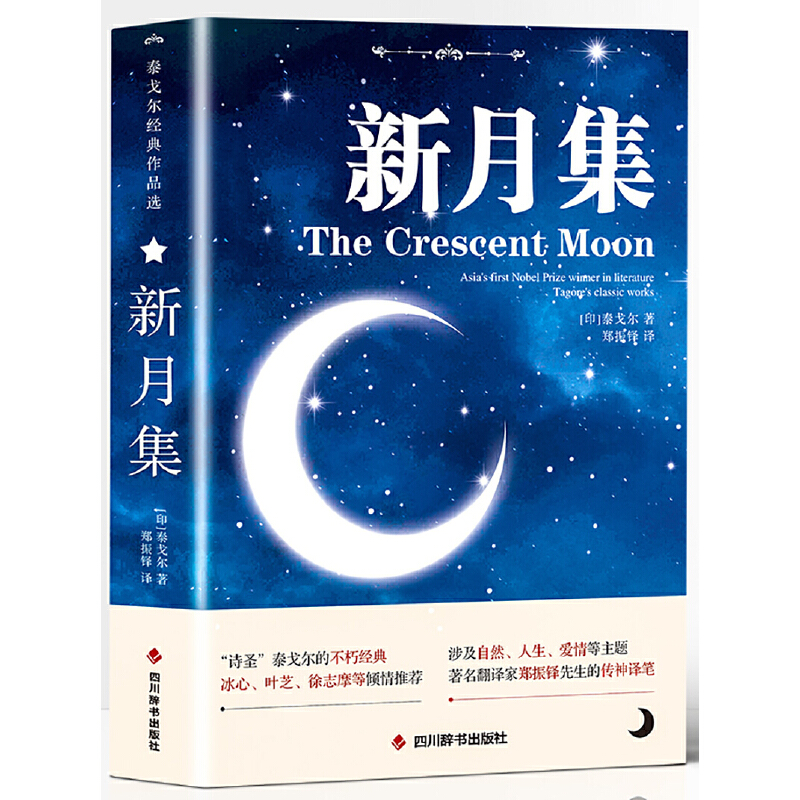 泰戈尔经典作品选
新月集
[印]泰戈尔 著
郑振铎 译
四川辞书出版社
新月集
The Crescent Moon
Asia's first Nobel Prize winner in literature
Tagore's classic works
[印]泰戈尔 著
郑振铎 译
“诗圣”泰戈尔的不朽经典
冰心、叶芝、徐志摩等倾情推荐
涉及自然、人生、爱情等主题
著名翻译家郑振铎先生的传神译笔
四川辞书出版社